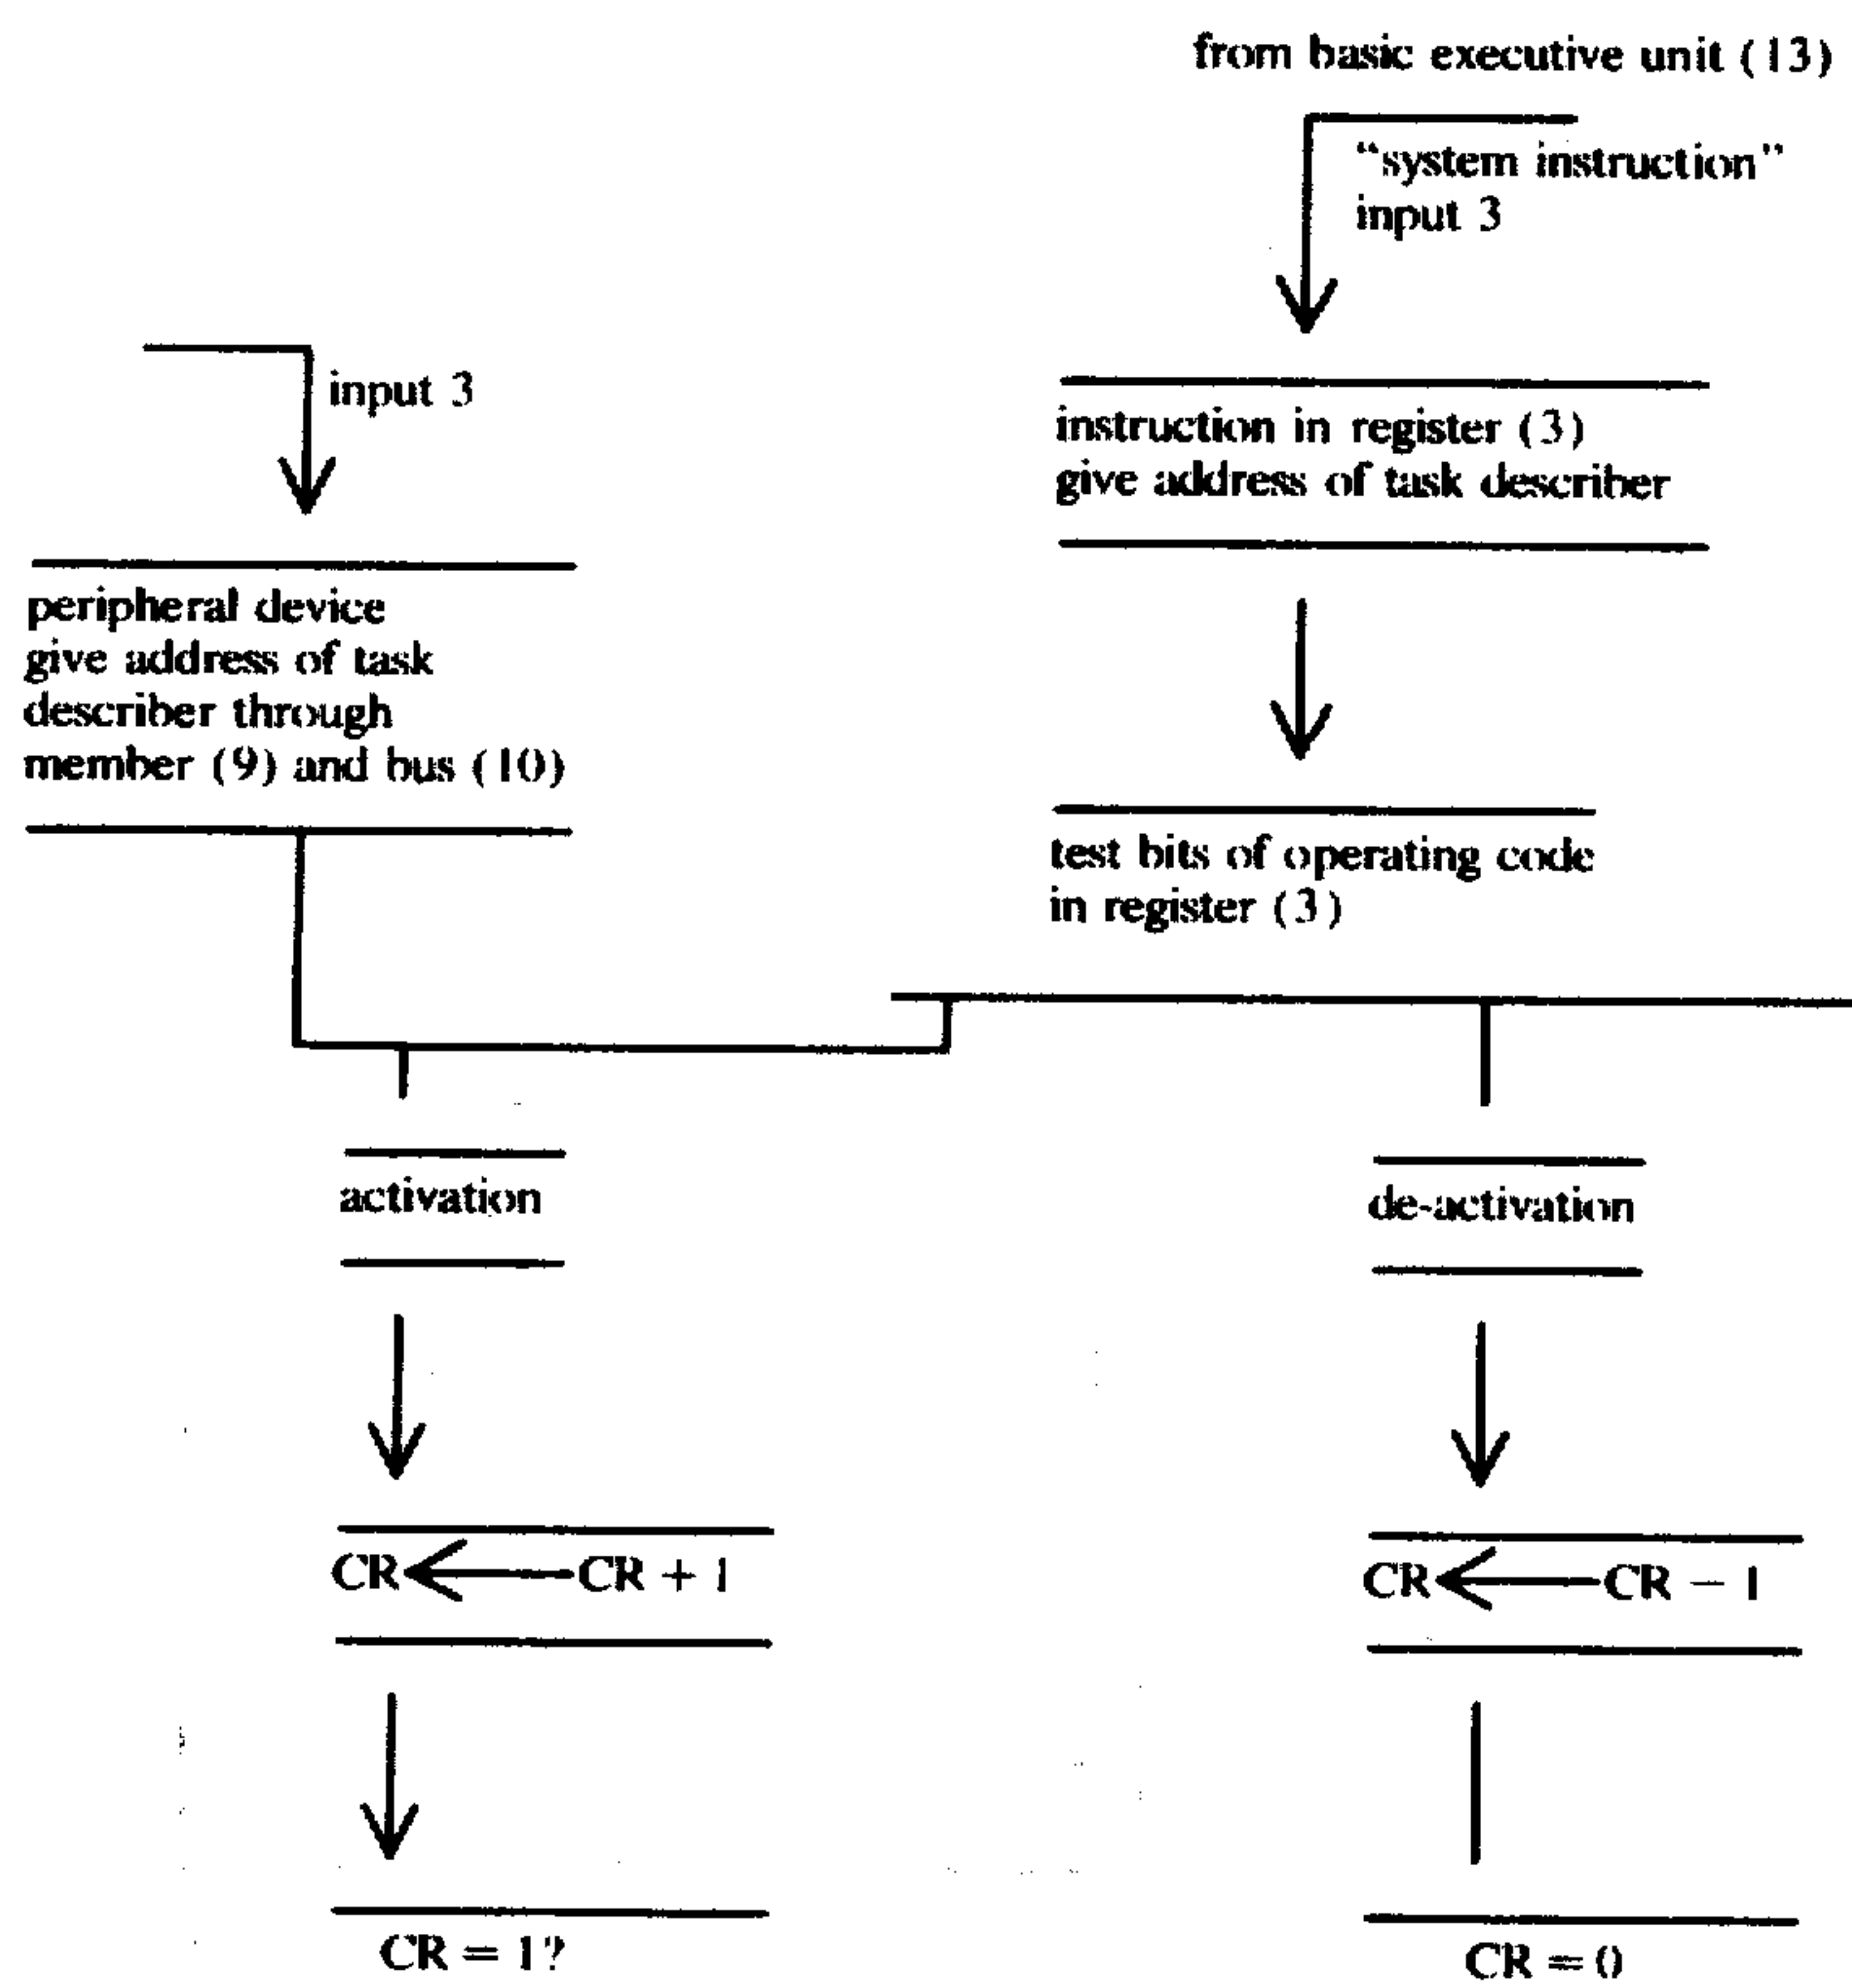 from basic executive unit (13)
“system instruction”
input 3
input 3
instruction in register (3)
give address of task describer
peripheral device
give address of task
describer through
member (9) and bus (10)
test bits of operating code
in register (3)
activation
de-activation
CR ← CR + 1
CR ← CR − 1
CR = 1?
CR = 0